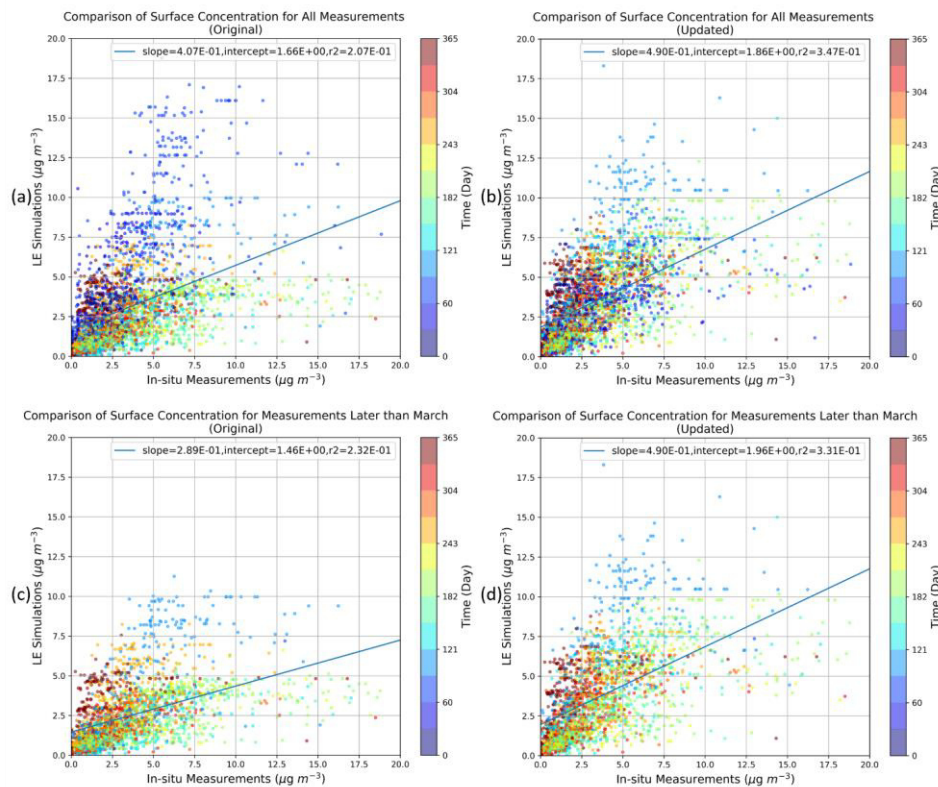 Comparison of Surface Concentration for All Measurements
(Original)
slope=4.07E-01,intercept=1.66E+00,r2=2.07E-01
20.0
17.5
15.0
12.5
10.0
7.5
5.0
2.5
0.0
LE Simulations (μg m⁻³)
(a)
0.0 2.5 5.0 7.5 10.0 12.5 15.0 17.5 20.0
In-situ Measurements (μg m⁻³)
365
304
243
182
121
60
0
Time (Day)
Comparison of Surface Concentration for All Measurements
(Updated)
slope=4.90E-01,intercept=1.86E+00,r2=3.47E-01
20.0
17.5
15.0
12.5
10.0
7.5
5.0
2.5
0.0
LE Simulations (μg m⁻³)
(b)
0.0 2.5 5.0 7.5 10.0 12.5 15.0 17.5 20.0
In-situ Measurements (μg m⁻³)
365
304
243
182
121
60
0
Time (Day)
Comparison of Surface Concentration for Measurements Later than March
(Original)
slope=2.89E-01,intercept=1.46E+00,r2=2.32E-01
20.0
17.5
15.0
12.5
10.0
7.5
5.0
2.5
0.0
LE Simulations (μg m⁻³)
(c)
0.0 2.5 5.0 7.5 10.0 12.5 15.0 17.5 20.0
In-situ Measurements (μg m⁻³)
365
304
243
182
121
60
0
Time (Day)
Comparison of Surface Concentration for Measurements Later than March
(Updated)
slope=4.90E-01,intercept=1.96E+00,r2=3.31E-01
20.0
17.5
15.0
12.5
10.0
7.5
5.0
2.5
0.0
LE Simulations (μg m⁻³)
(d)
0.0 2.5 5.0 7.5 10.0 12.5 15.0 17.5 20.0
In-situ Measurements (μg m⁻³)
365
304
243
182
121
60
0
Time (Day)